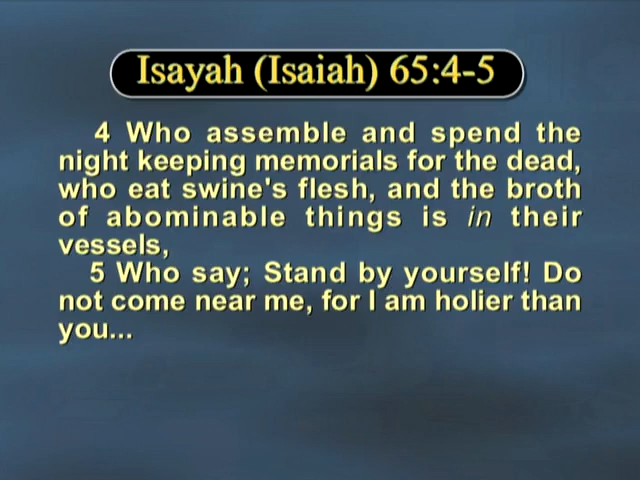 Isayah (Isaiah) 65:4-5
4 Who assemble and spend the
night keeping memorials for the dead,
who eat swine's flesh, and the broth
of abominable things is in their
vessels,
5 Who say; Stand by yourself! Do
not come near me, for I am holier than
you...